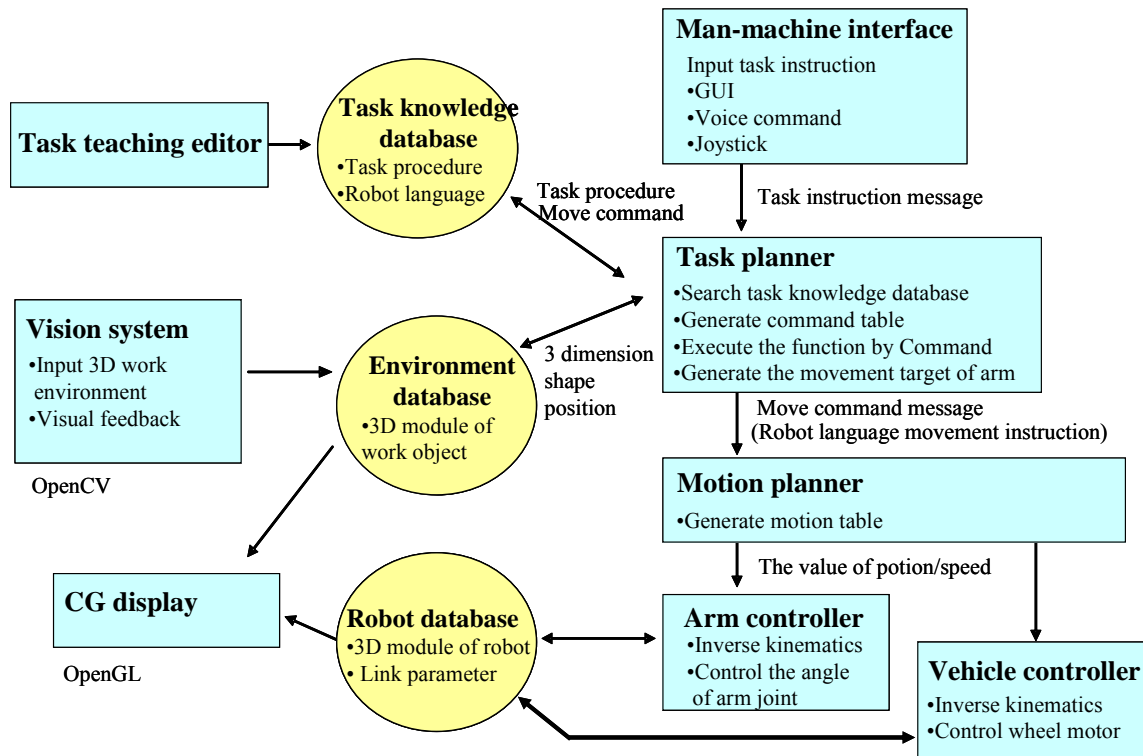 Man-machine interface
Input task instruction
•GUI
•Voice command
•Joystick
Task teaching editor
Task knowledge
database
•Task procedure
•Robot language
Task procedure
Move command
Task instruction message
Task planner
•Search task knowledge database
•Generate command table
•Execute the function by Command
•Generate the movement target of arm
Vision system
•Input 3D work
environment
•Visual feedback
OpenCV
Environment
database
•3D module of
work object
3 dimension
shape
position
Move command message
(Robot language movement instruction)
Motion planner
•Generate motion table
The value of potion/speed
CG display
OpenGL
Robot database
•3D module of robot
• Link parameter
Arm controller
•Inverse kinematics
•Control the angle
of arm joint
Vehicle controller
•Inverse kinematics
•Control wheel motor